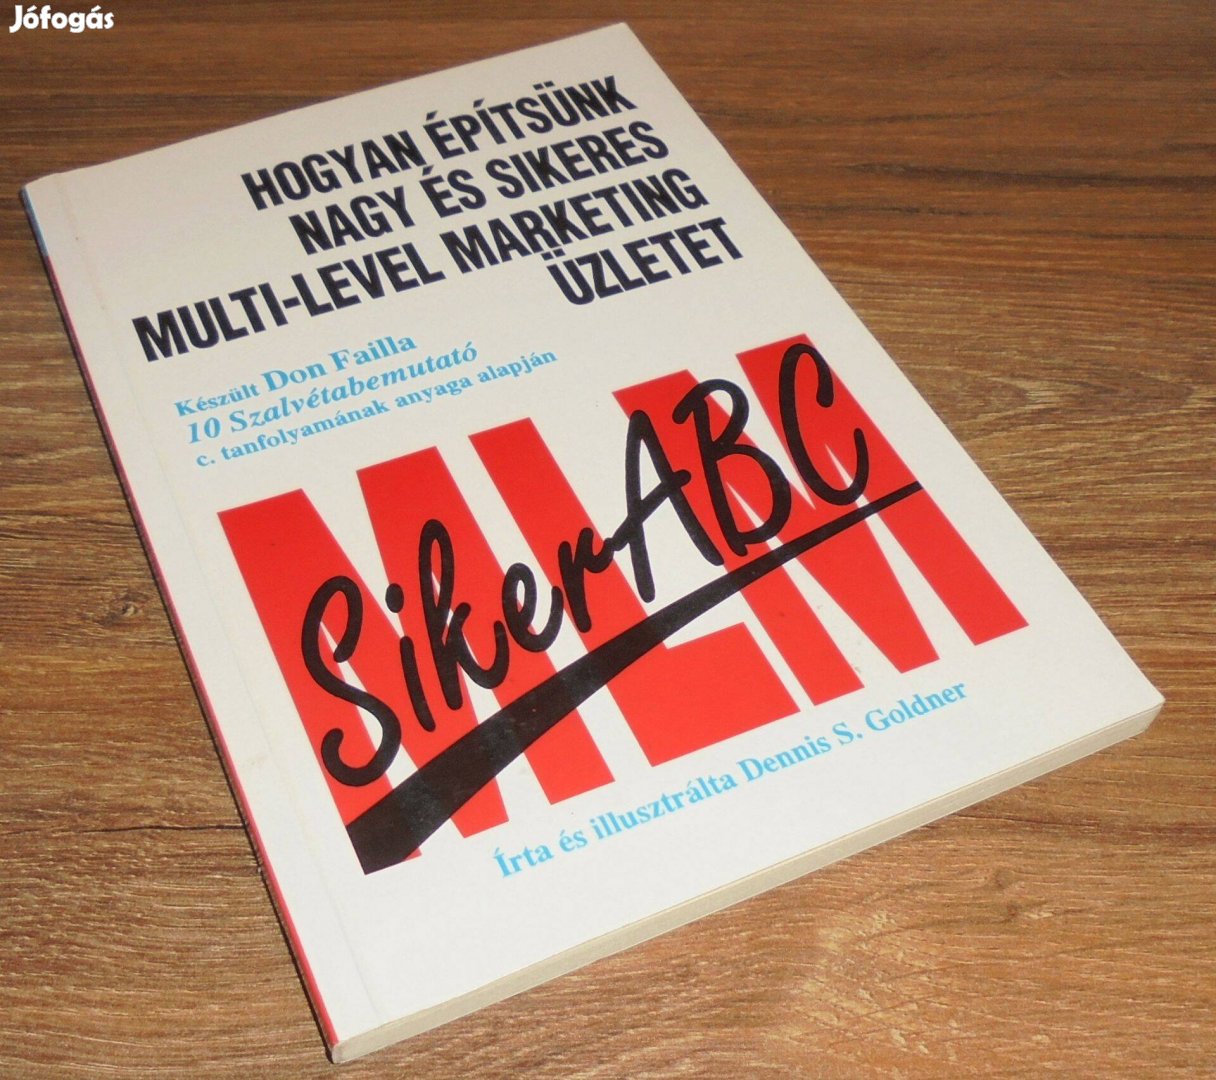 Jófogás
HOGYAN ÉPÍTSÜNK
NAGY ÉS SIKERES
MULTI-LEVEL MARKETING
ÜZLETET
Készült Don Failla
10 Szalvétabemutató
c. tanfolyamának anyaga alapján
MLM
SikerABC
Írta és illusztrálta Dennis S. Goldner